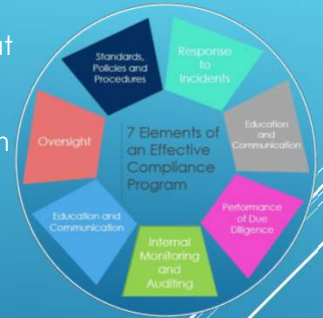 at
n
Standards,
Policies and
Procedures
Response
to
Incidents
Oversight
7 Elements of
an Effective
Compliance
Program
Education
and
Communication
Education and
Communication
Performance
of Due
Diligence
Internal
Monitoring
and
Auditing